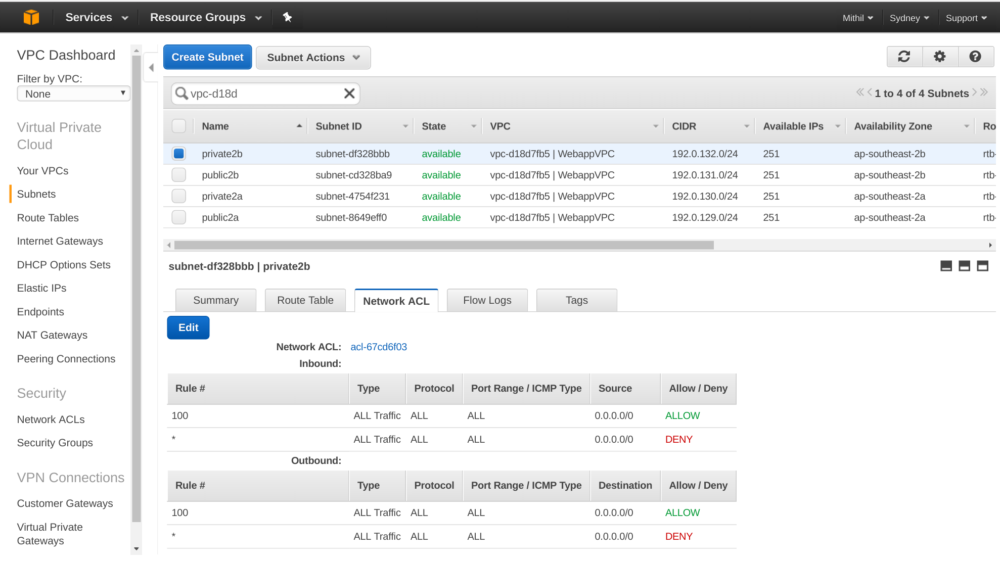 Services Resource Groups Mithil Sydney Support
VPC Dashboard
Filter by VPC:
None
Virtual Private
Cloud
Your VPCs
Subnets
Route Tables
Internet Gateways
DHCP Options Sets
Elastic IPs
Endpoints
NAT Gateways
Peering Connections
Security
Network ACLs
Security Groups
VPN Connections
Customer Gateways
Virtual Private
Gateways
Create Subnet Subnet Actions
vpc-d18d 1 to 4 of 4 Subnets
Name Subnet ID State VPC CIDR Available IPs Availability Zone Ro
private2b subnet-df328bbb available vpc-d18d7fb5 | WebappVPC 192.0.132.0/24 251 ap-southeast-2b rtb-
public2b subnet-cd328ba9 available vpc-d18d7fb5 | WebappVPC 192.0.131.0/24 251 ap-southeast-2b rtb-
private2a subnet-4754f231 available vpc-d18d7fb5 | WebappVPC 192.0.130.0/24 251 ap-southeast-2a rtb-
public2a subnet-8649eff0 available vpc-d18d7fb5 | WebappVPC 192.0.129.0/24 251 ap-southeast-2a rtb-
subnet-df328bbb | private2b
Summary Route Table Network ACL Flow Logs Tags
Edit
Network ACL: acl-67cd6f03
Inbound:
Rule # Type Protocol Port Range / ICMP Type Source Allow / Deny
100 ALL Traffic ALL ALL 0.0.0.0/0 ALLOW
* ALL Traffic ALL ALL 0.0.0.0/0 DENY
Outbound:
Rule # Type Protocol Port Range / ICMP Type Destination Allow / Deny
100 ALL Traffic ALL ALL 0.0.0.0/0 ALLOW
* ALL Traffic ALL ALL 0.0.0.0/0 DENY